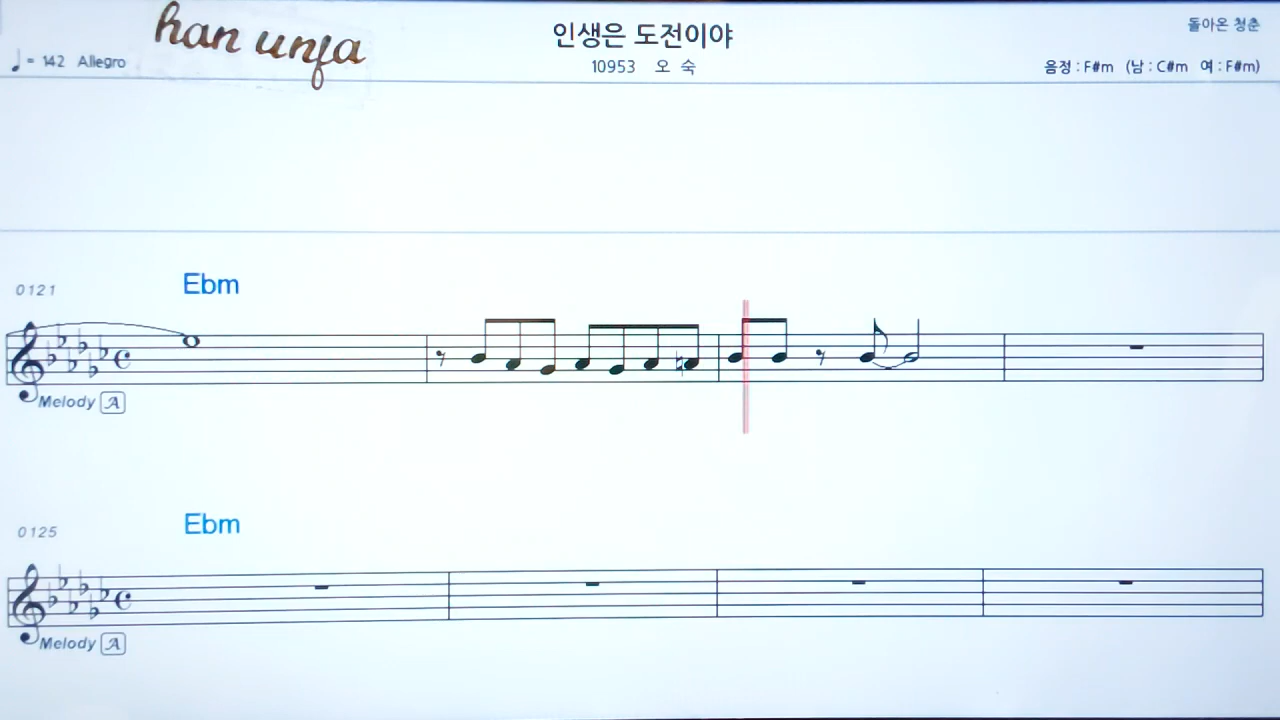 han unfa
인생은 도전이야
돌아온 청춘
♩ = 142 Allegro
10953 오 숙
음정 : F#m (남 : C#m 여 : F#m)
0121
Ebm
Melody A
0125
Ebm
Melody A